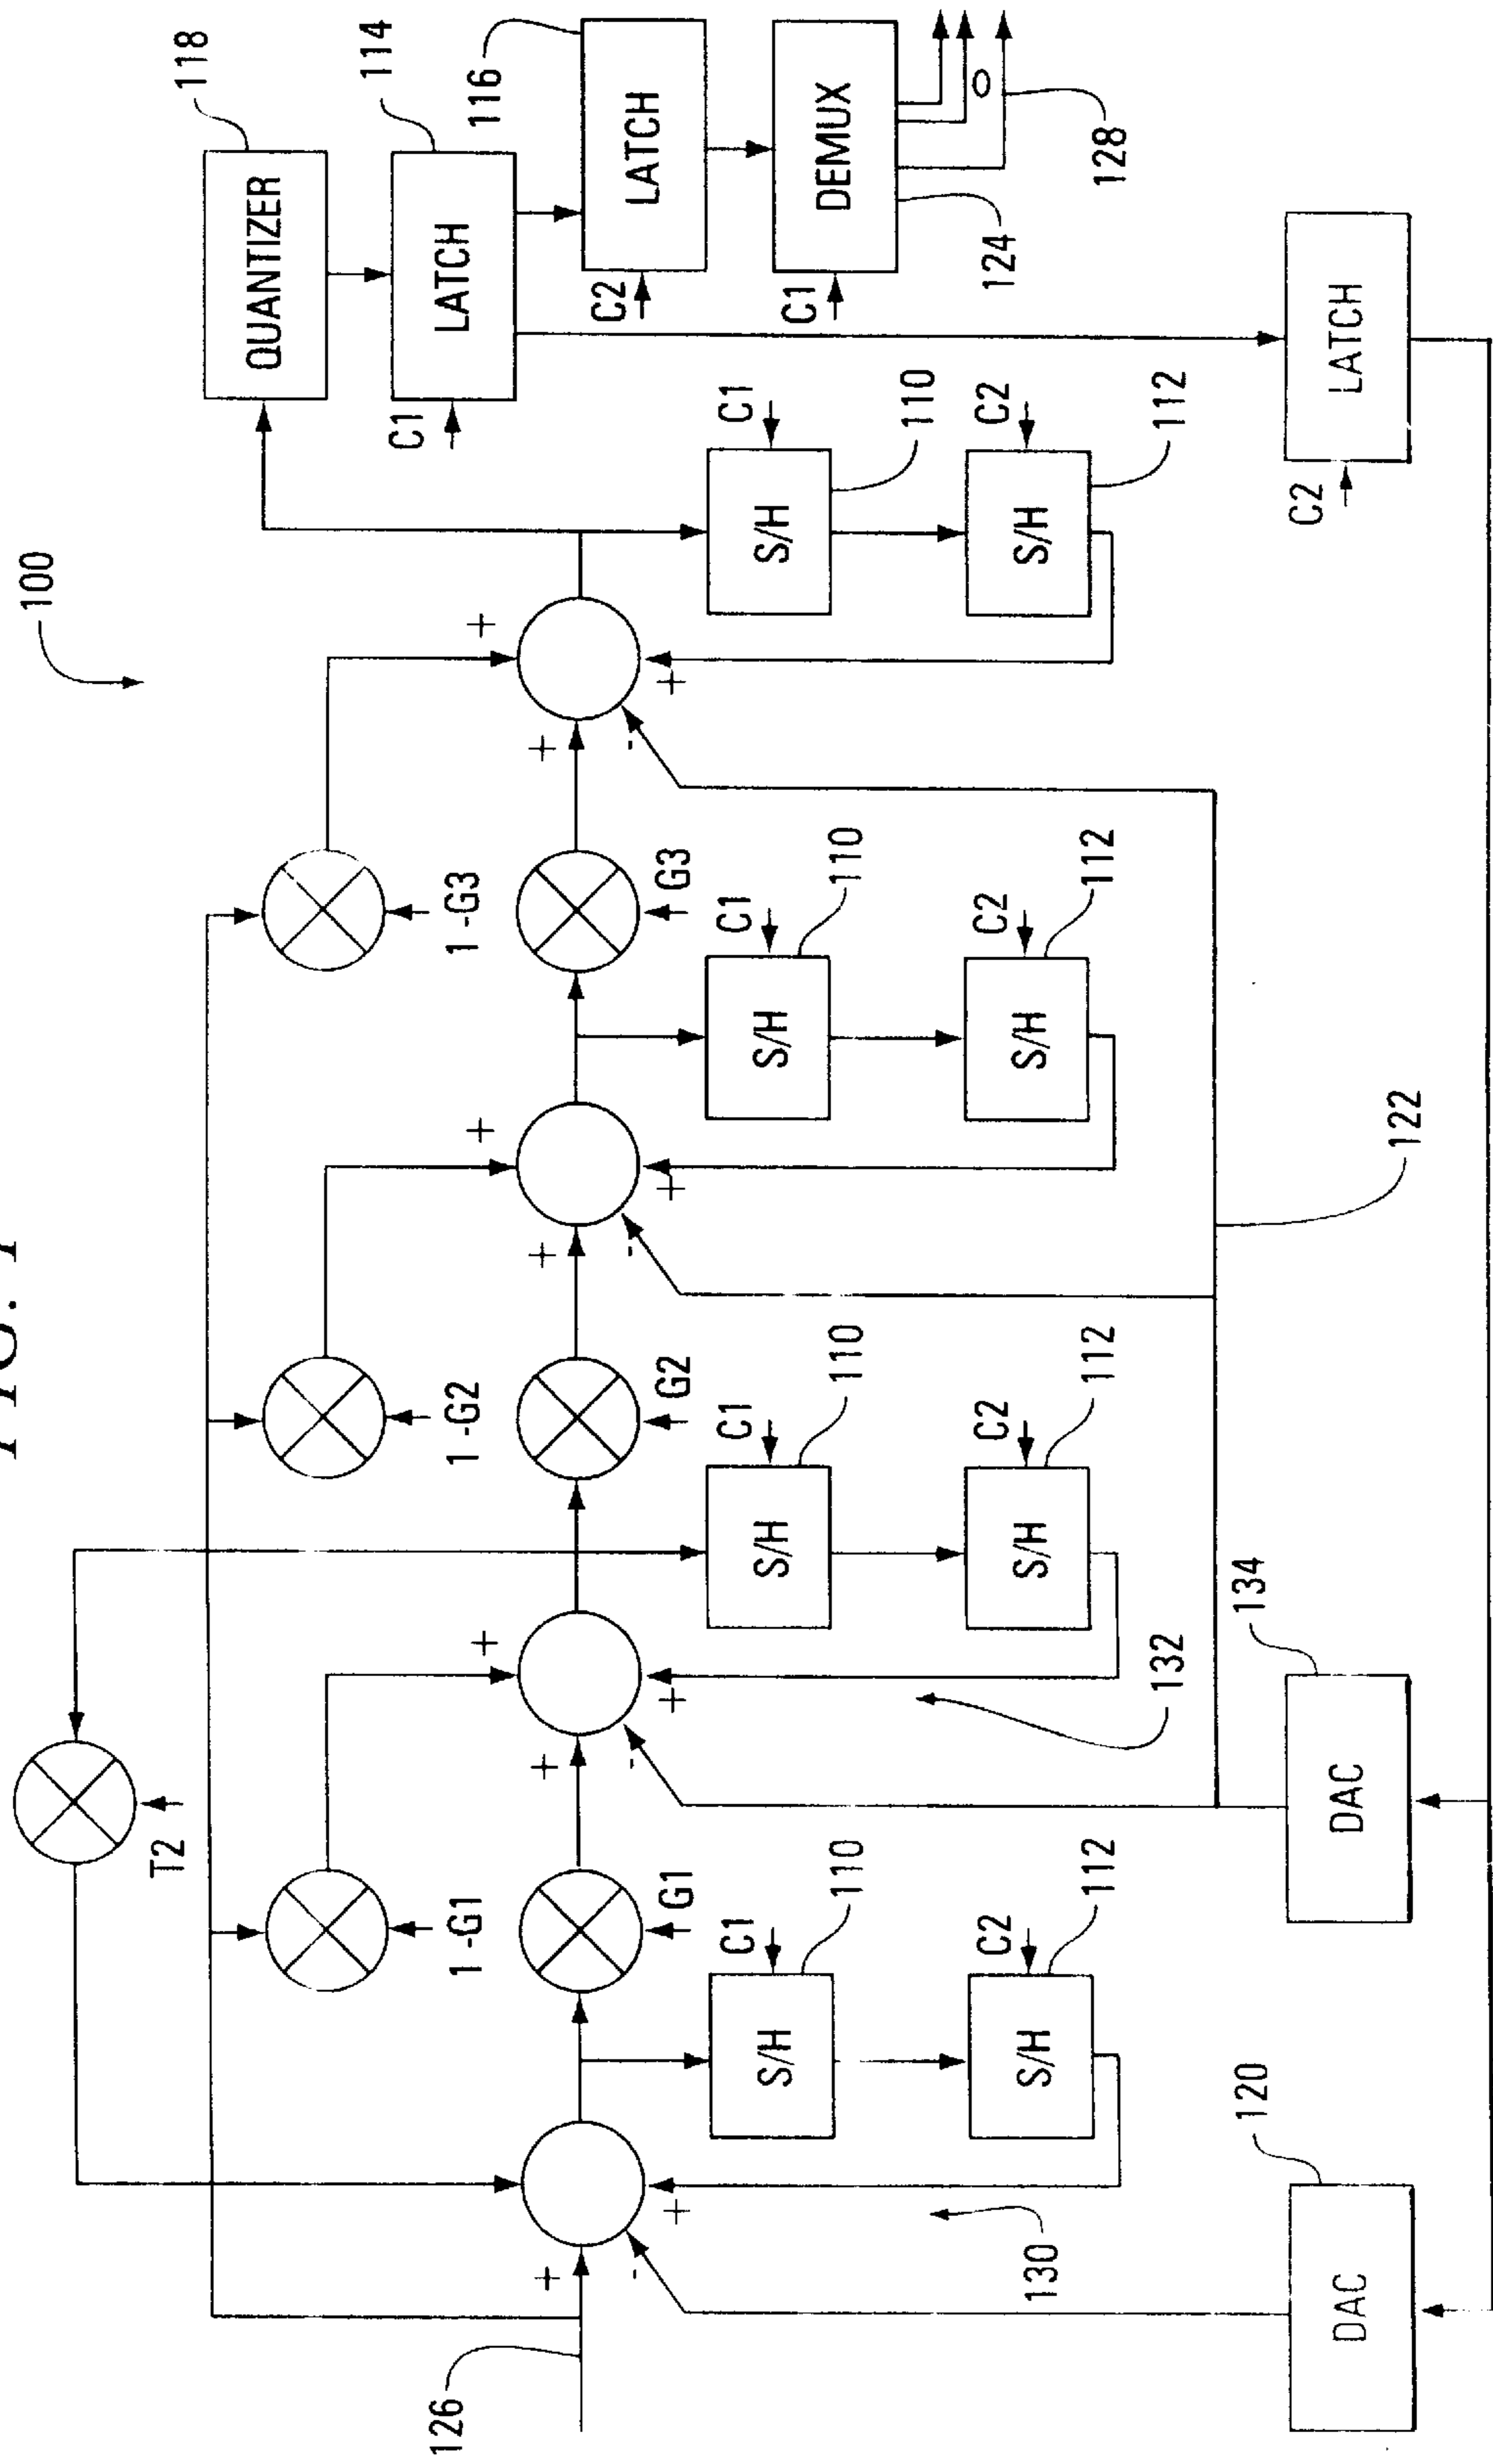 FIG. 1
100
118
QUANTIZER
114
LATCH
C1
116
LATCH
C2
DEMUX
C1
124
128
T2
1-G1
1-G2
1-G3
+
+
+
+
+
+
+
G1
G2
G3
126
-
-
-
-
+
+
+
+
C1
S/H
110
C1
S/H
110
C1
S/H
110
C1
S/H
110
C2
S/H
112
C2
S/H
112
C2
S/H
112
C2
S/H
112
130
132
122
120
DAC
134
DAC
C2
LATCH